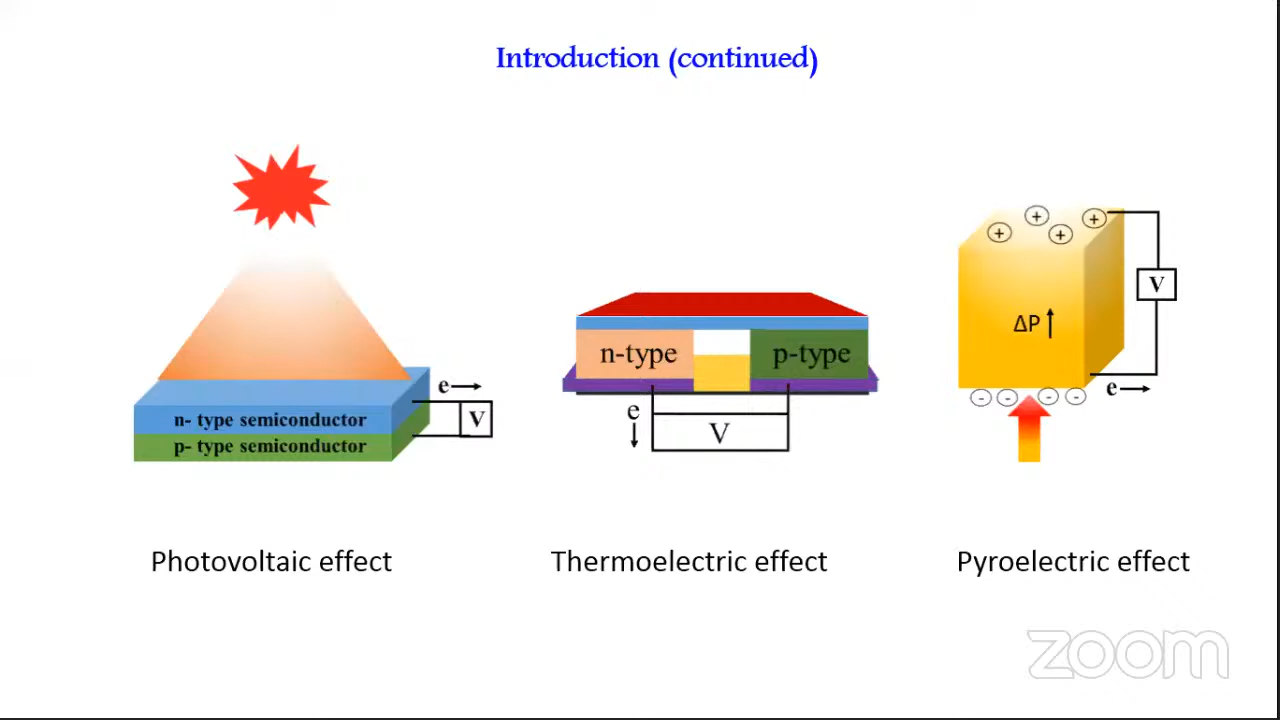 Introduction (continued)
e
n- type semiconductor
p- type semiconductor
V
Photovoltaic effect
n-type
p-type
e
V
Thermoelectric effect
+ + + +
ΔP
V
- - - -
e
Pyroelectric effect
zoom